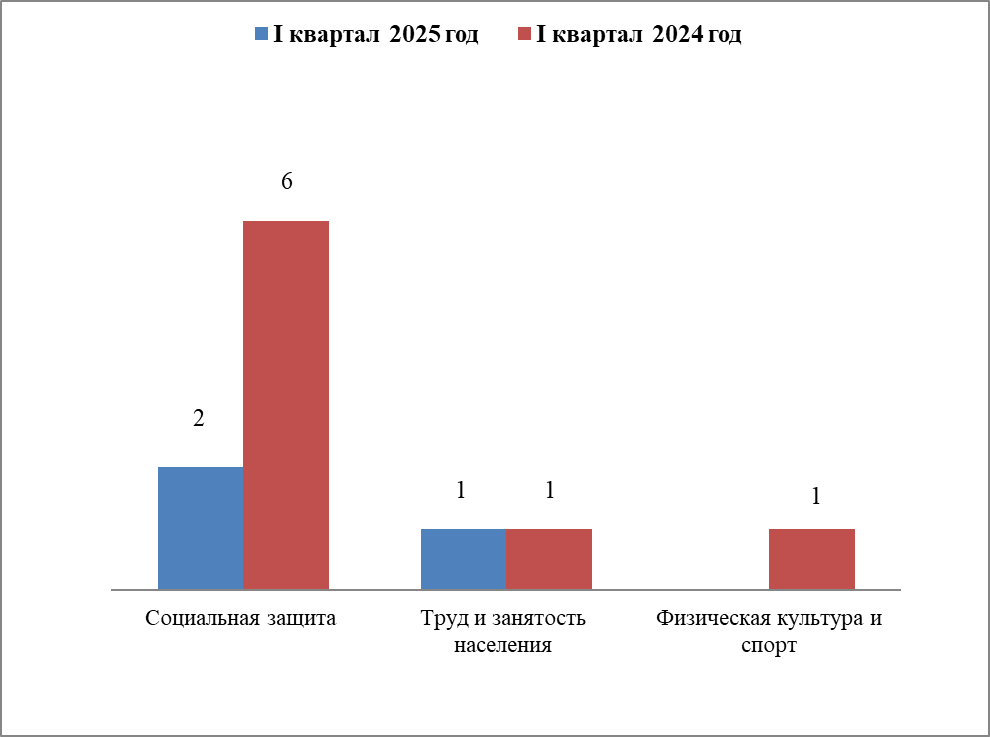 I квартал 2025 год I квартал 2024 год
6
2
1 1 1
Социальная защита Труд и занятость населения Физическая культура и спорт